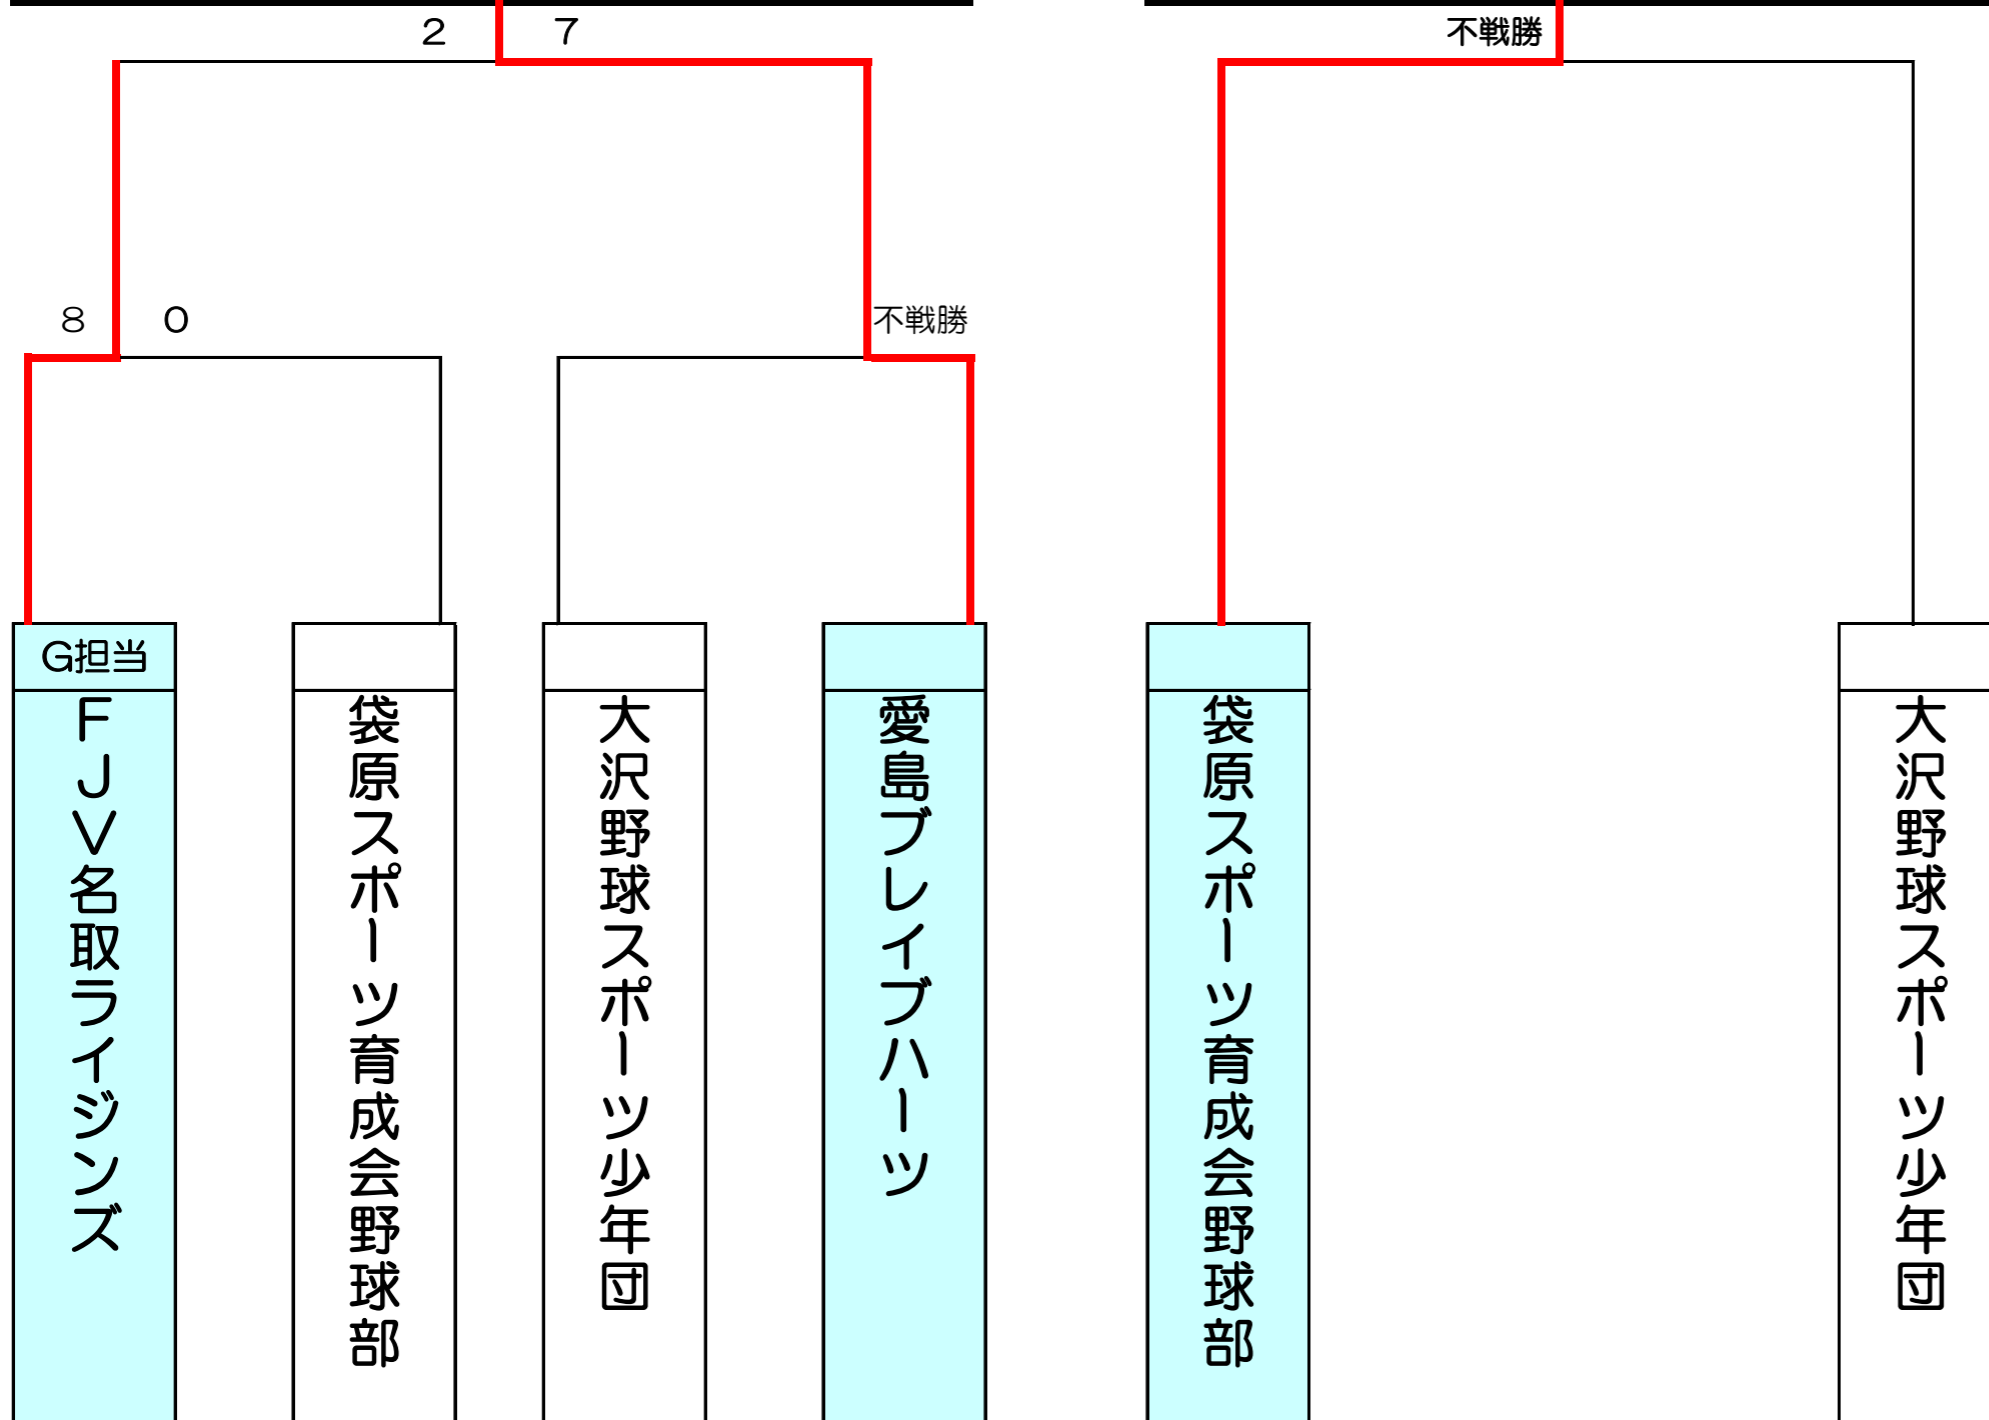 ２ ７ 不戦勝
８ ０ 不戦勝
G担当
ＦＪＶ名取ライジンズ
袋原スポーツ育成会野球部
大沢野球スポーツ少年団
愛島ブレイブハーツ
袋原スポーツ育成会野球部
大沢野球スポーツ少年団